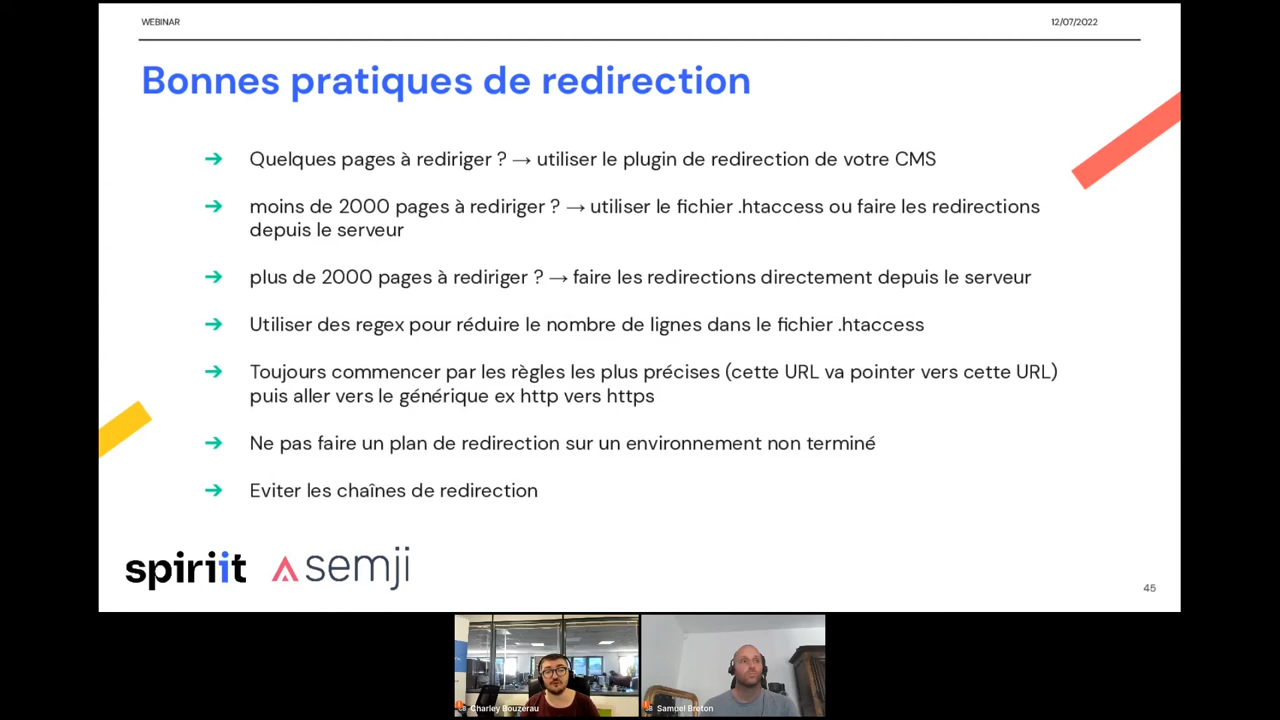 WEBINAR
12/07/2022
Bonnes pratiques de redirection
➔ Quelques pages à rediriger ? → utiliser le plugin de redirection de votre CMS
➔ moins de 2000 pages à rediriger ? → utiliser le fichier .htaccess ou faire les redirections
depuis le serveur
➔ plus de 2000 pages à rediriger ? → faire les redirections directement depuis le serveur
➔ Utiliser des regex pour réduire le nombre de lignes dans le fichier .htaccess
➔ Toujours commencer par les règles les plus précises (cette URL va pointer vers cette URL)
puis aller vers le générique ex http vers https
➔ Ne pas faire un plan de redirection sur un environnement non terminé
➔ Eviter les chaînes de redirection
spiriit semji
45
CB Charley Bouzerau
SB Samuel Breton